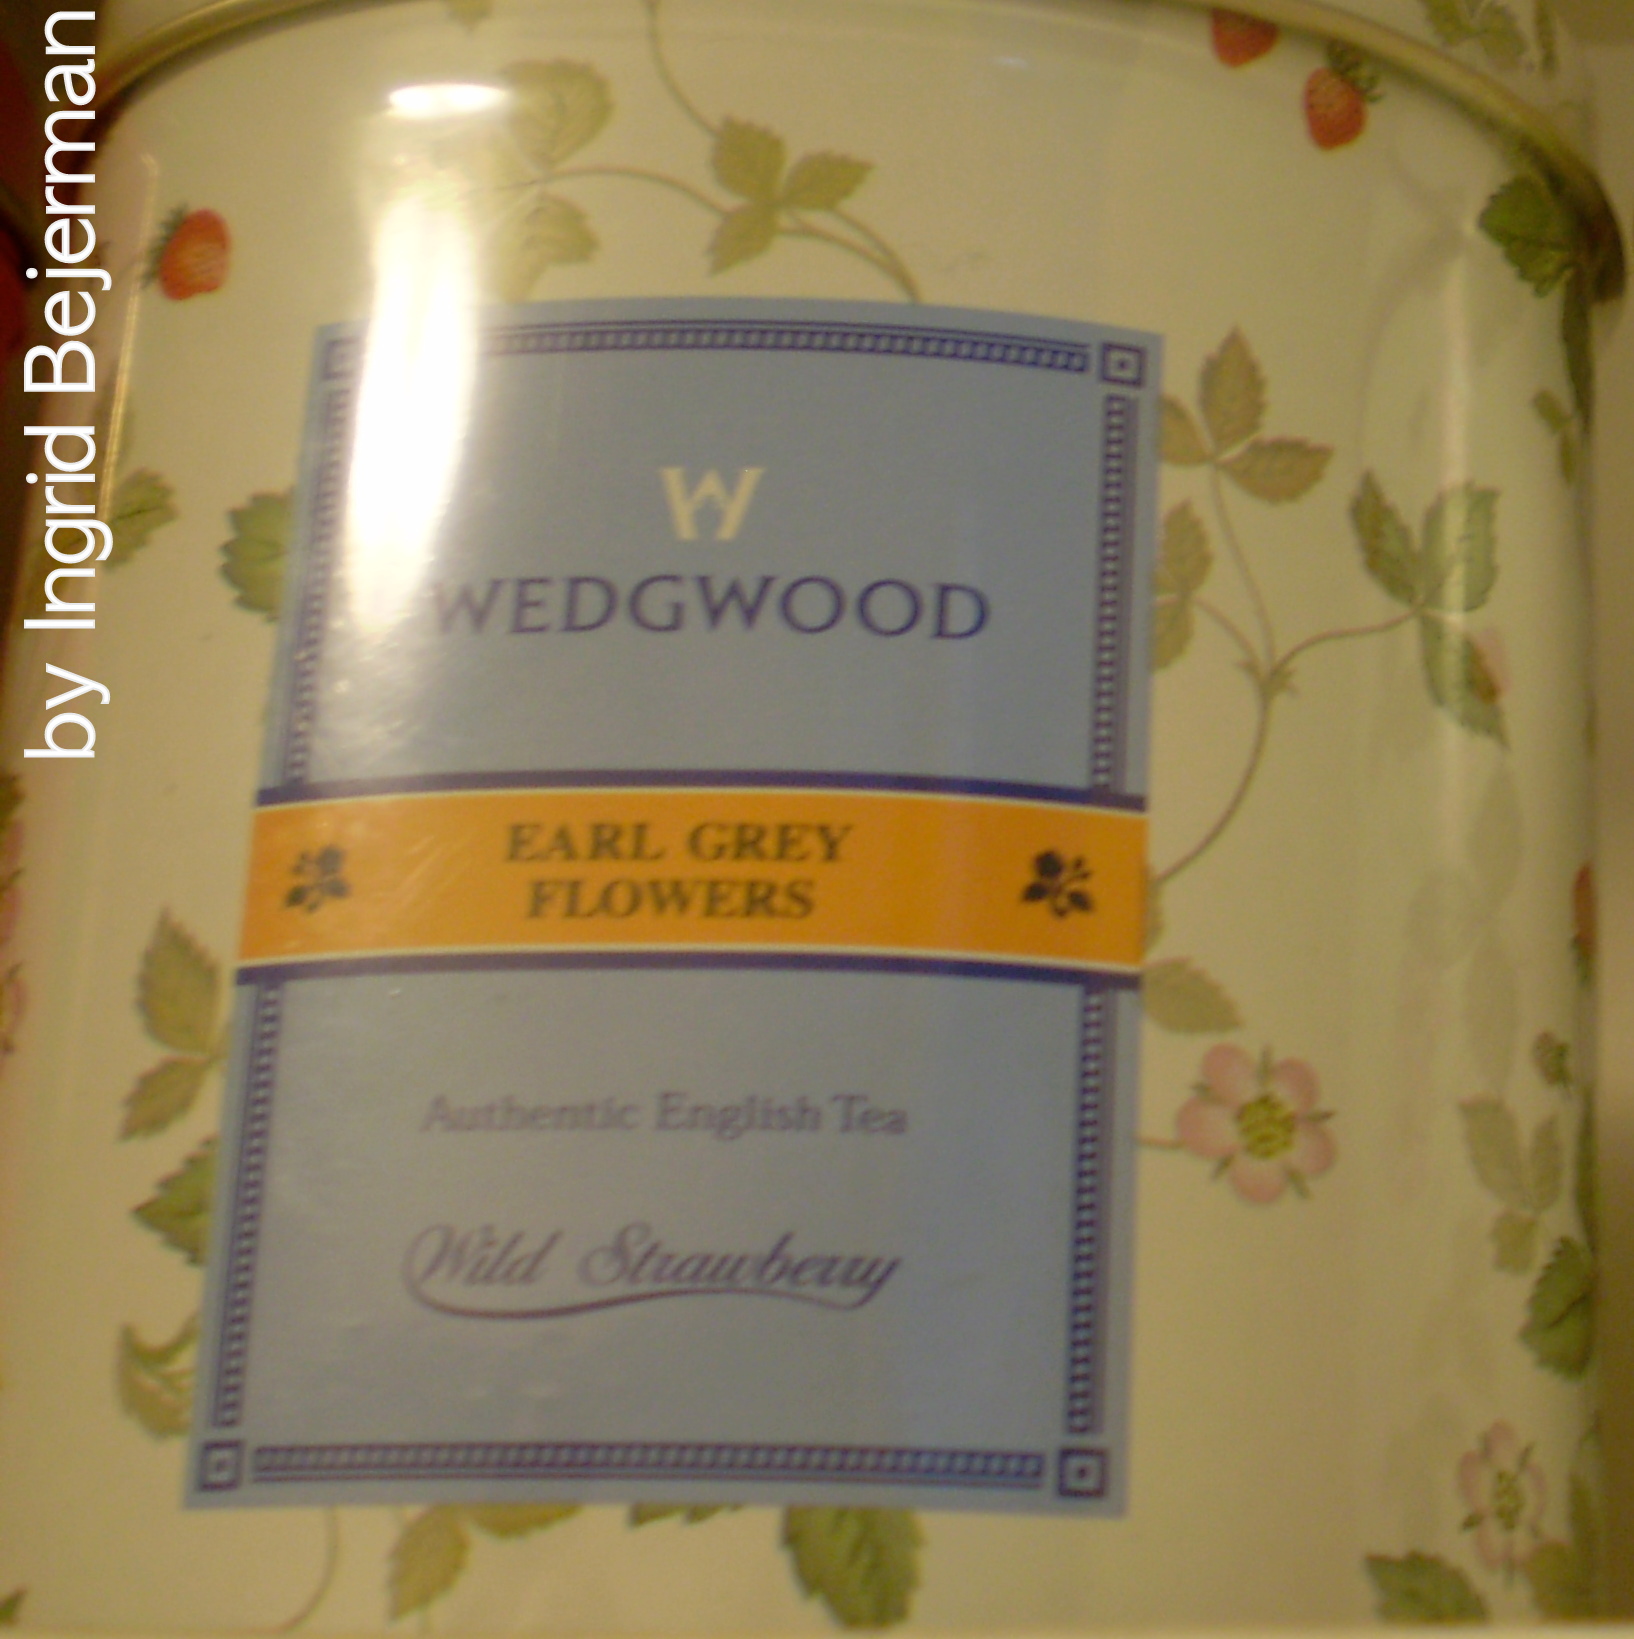 by Ingrid Bejerman
W
WEDGWOOD
EARL GREY
FLOWERS
Authentic English Tea
Wild Strawberry